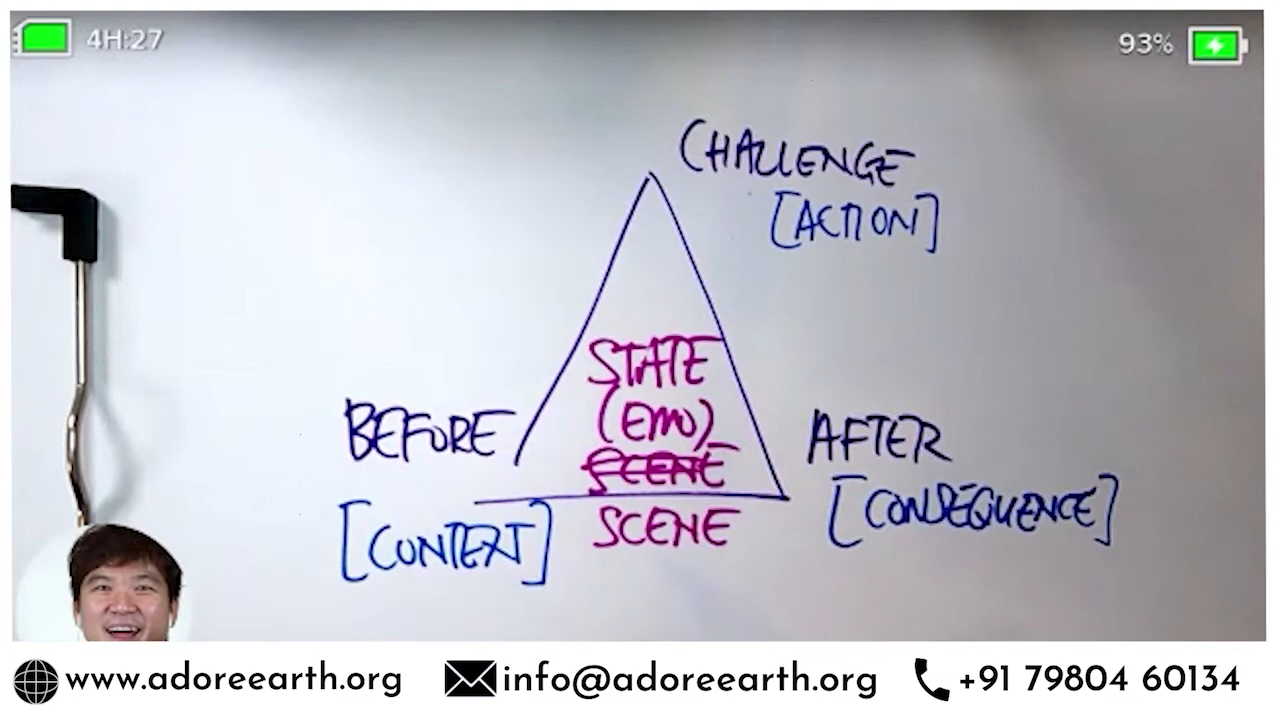 4H:27
93%
CHALLENGE
[ACTION]
STATE
(EMO)
SCENE
BEFORE
AFTER
[CONTEXT]
SCENE
[CONSEQUENCE]
www.adoreearth.org
info@adoreearth.org
+91 79804 60134